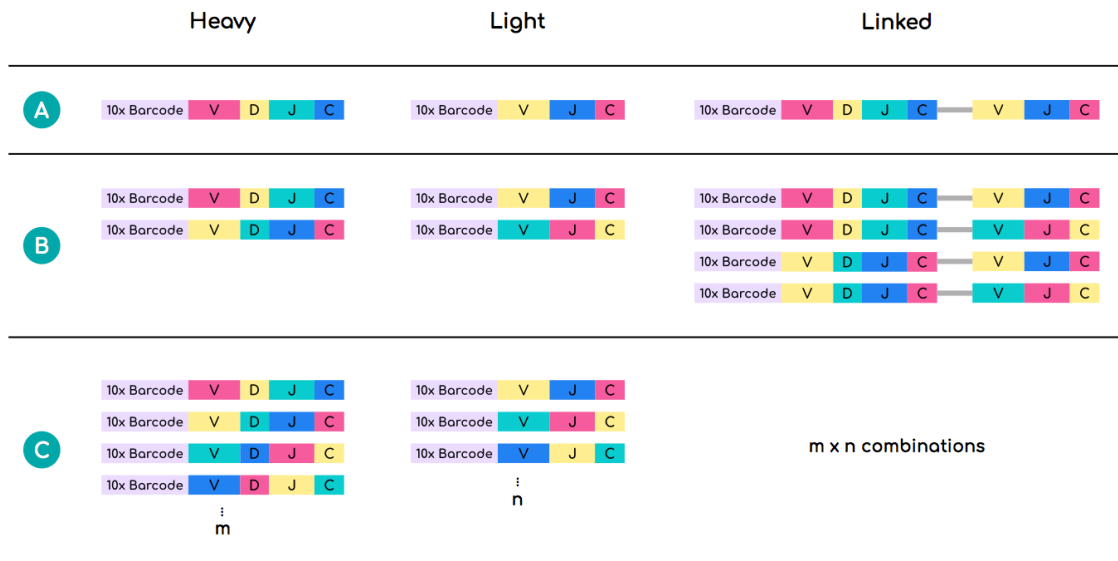 Heavy Light Linked
A 10x Barcode V D J C 10x Barcode V J C 10x Barcode V D J C V J C
10x Barcode V D J C 10x Barcode V J C 10x Barcode V D J C V J C
10x Barcode V D J C 10x Barcode V J C 10x Barcode V D J C V J C
B
10x Barcode V D J C V J C
10x Barcode V D J C V J C
10x Barcode V D J C 10x Barcode V J C
10x Barcode V D J C 10x Barcode V J C
C 10x Barcode V D J C 10x Barcode V J C m x n combinations
10x Barcode V D J C
⋮ n
⋮ m